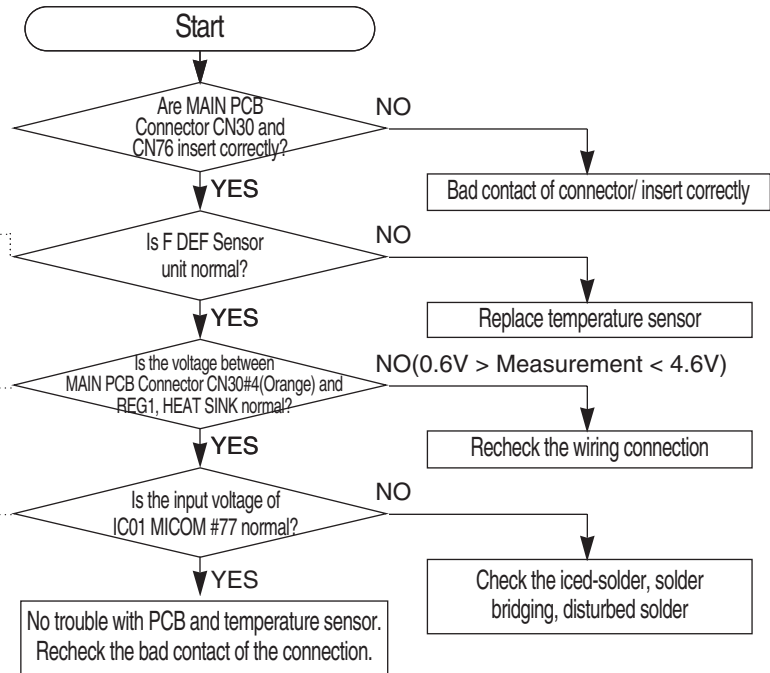 Start
Are MAIN PCB
Connector CN30 and
CN76 insert correctly?
NO
Bad contact of connector/ insert correctly
YES
Is F DEF Sensor
unit normal?
NO
Replace temperature sensor
YES
Is the voltage between
MAIN PCB Connector CN30#4(Orange) and
REG1, HEAT SINK normal?
NO(0.6V > Measurement < 4.6V)
Recheck the wiring connection
YES
Is the input voltage of
IC01 MICOM #77 normal?
NO
Check the iced-solder, solder
bridging, disturbed solder
YES
No trouble with PCB and temperature sensor.
Recheck the bad contact of the connection.